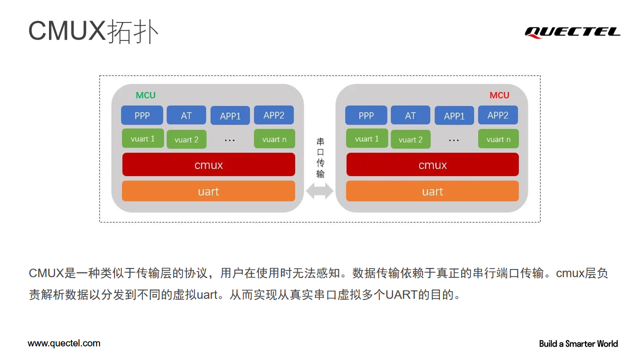 CMUX拓扑
QUECTEL
MCU
MCU
PPP AT APP1 APP2
PPP AT APP1 APP2
vuart 1 vuart 2 ... vuart n
vuart 1 vuart 2 ... vuart n
串口传输
cmux
cmux
uart
uart
CMUX是一种类似于传输层的协议，用户在使用时无法感知。数据传输依赖于真正的串行端口传输。cmux层负
责解析数据以分发到不同的虚拟uart。从而实现从真实串口虚拟多个UART的目的。
www.quectel.com
Build a Smarter World